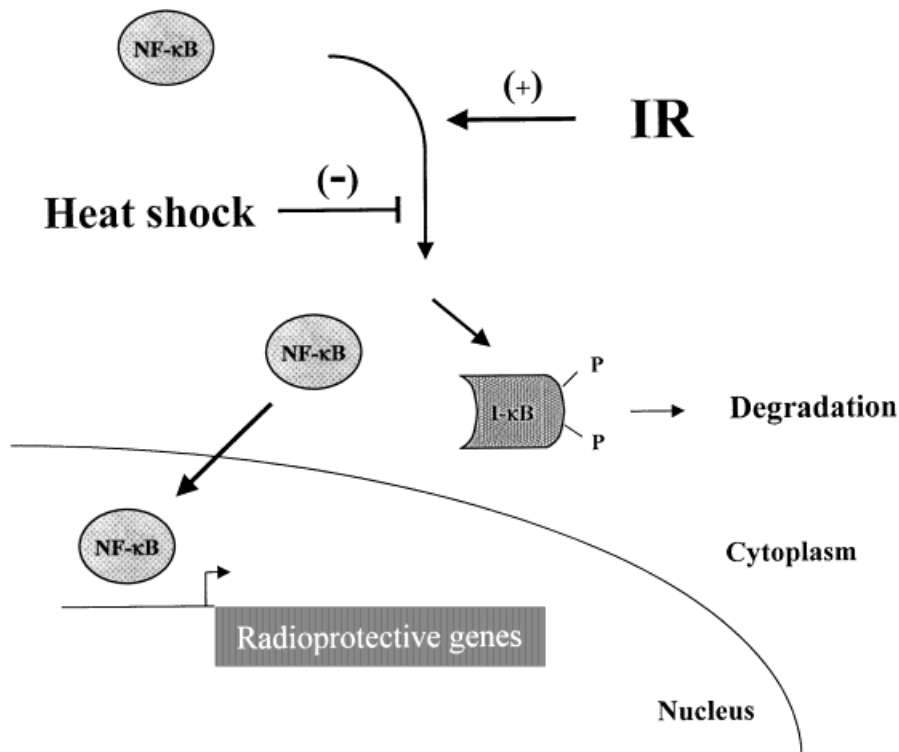 NF-κB
(+)
IR
(-)
Heat shock
NF-κB
P
I-κB
Degradation
P
NF-κB
Cytoplasm
Radioprotective genes
Nucleus